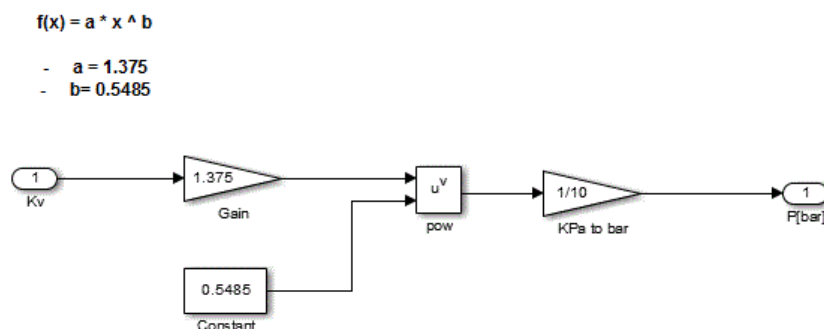 f(x) = a * x ^ b
- a = 1.375
- b= 0.5485
1
Kv
1.375
Gain
u^v
pow
1/10
KPa to bar
1
P[bar]
0.5485
Constant